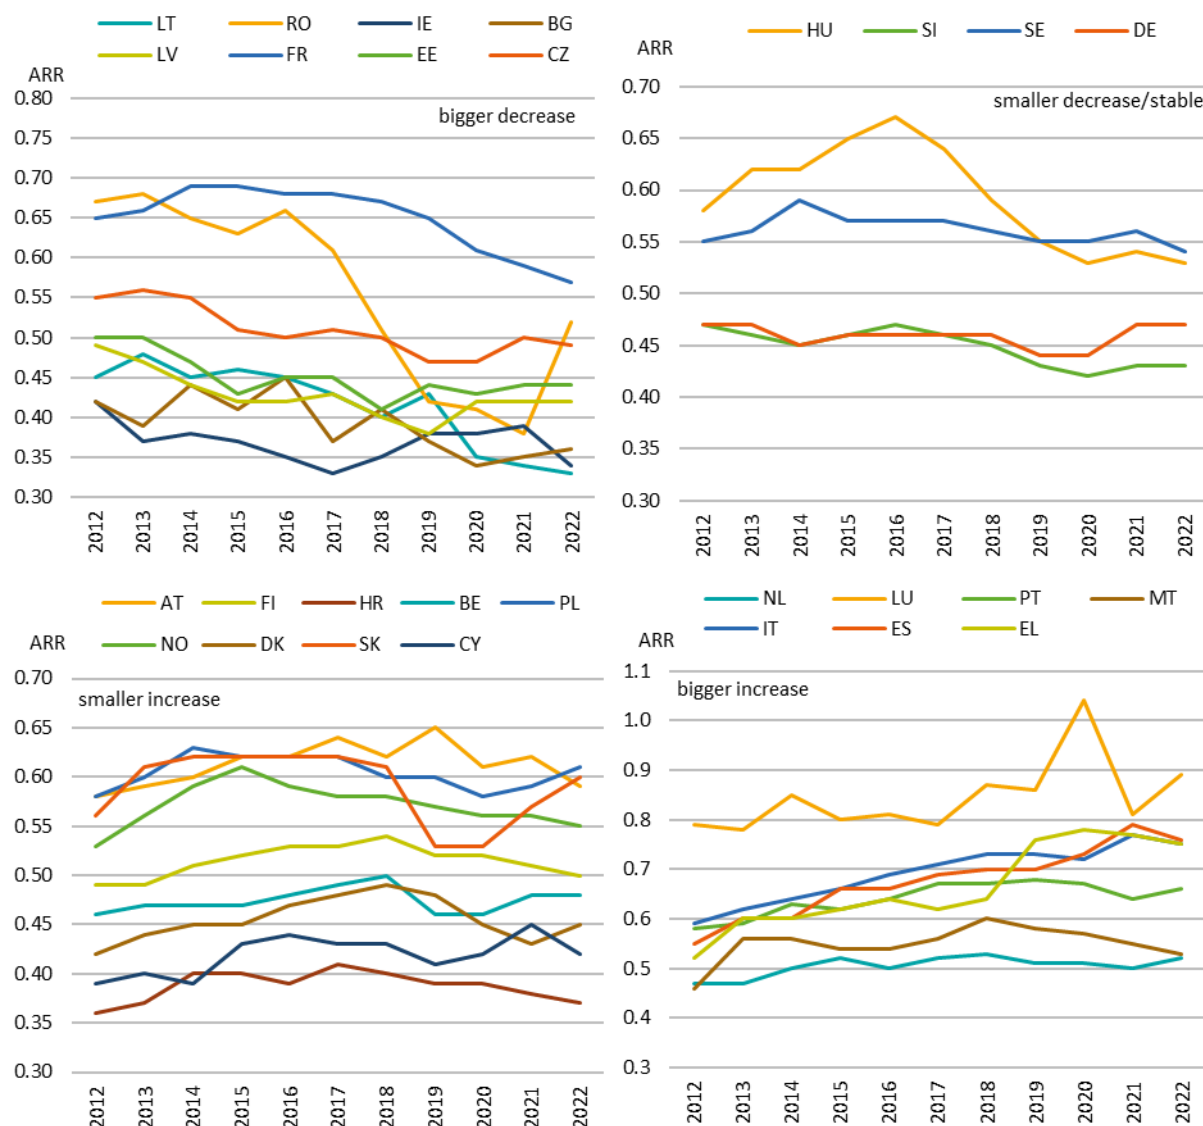 LT RO IE BG
LV FR EE CZ
ARR
bigger decrease
0.80
0.75
0.70
0.65
0.60
0.55
0.50
0.45
0.40
0.35
0.30
2012 2013 2014 2015 2016 2017 2018 2019 2020 2021 2022
HU SI SE DE
ARR
smaller decrease/stable
0.70
0.65
0.60
0.55
0.50
0.45
0.40
0.35
0.30
2012 2013 2014 2015 2016 2017 2018 2019 2020 2021 2022
AT FI HR BE PL
NO DK SK CY
ARR
smaller increase
0.70
0.65
0.60
0.55
0.50
0.45
0.40
0.35
0.30
2012 2013 2014 2015 2016 2017 2018 2019 2020 2021 2022
NL LU PT MT
IT ES EL
ARR
bigger increase
1.1
1.0
0.9
0.8
0.7
0.6
0.5
0.4
0.3
2012 2013 2014 2015 2016 2017 2018 2019 2020 2021 2022